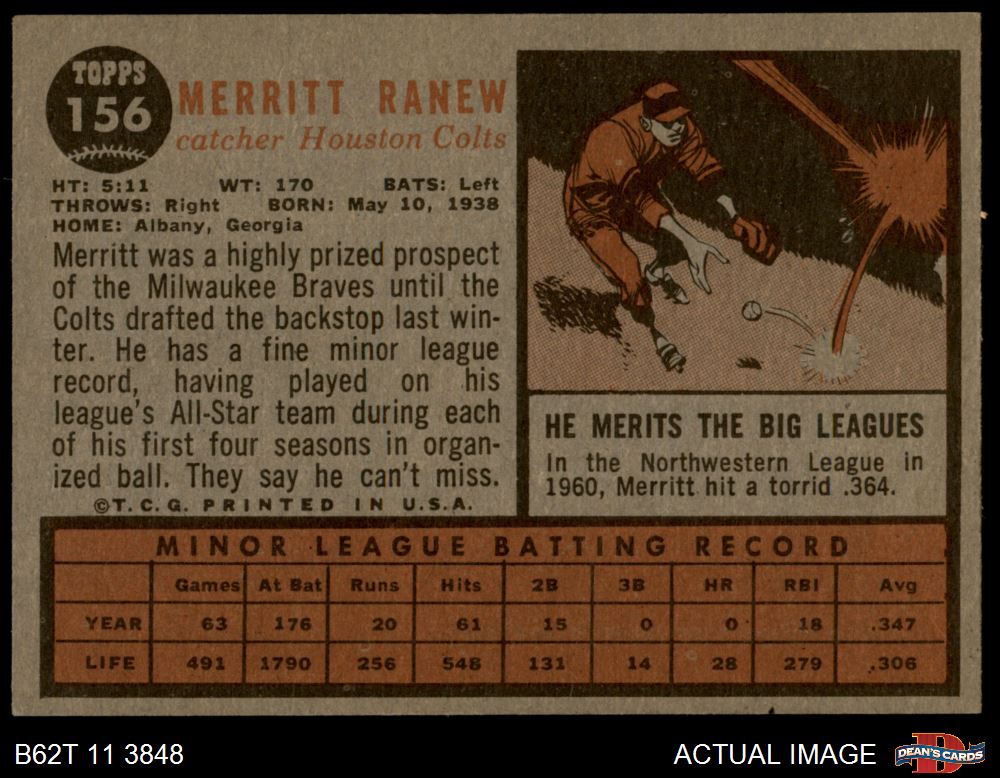 TOPPS
156
MERRITT RANEW
catcher Houston Colts
HT: 5:11 WT: 170 BATS: Left
THROWS: Right BORN: May 10, 1938
HOME: Albany, Georgia
Merritt was a highly prized prospect
of the Milwaukee Braves until the
Colts drafted the backstop last win-
ter. He has a fine minor league
record, having played on his
league's All-Star team during each
of his first four seasons in organ-
ized ball. They say he can't miss.
©T.C.G. PRINTED IN U.S.A.
HE MERITS THE BIG LEAGUES
In the Northwestern League in
1960, Merritt hit a torrid .364.
MINOR LEAGUE BATTING RECORD
Games At Bat Runs Hits 2B 3B HR RBI Avg
YEAR 63 176 20 61 15 0 0 18 .347
LIFE 491 1790 256 548 131 14 28 279 .306
B62T 11 3848
ACTUAL IMAGE
D
DEAN'S CARDS